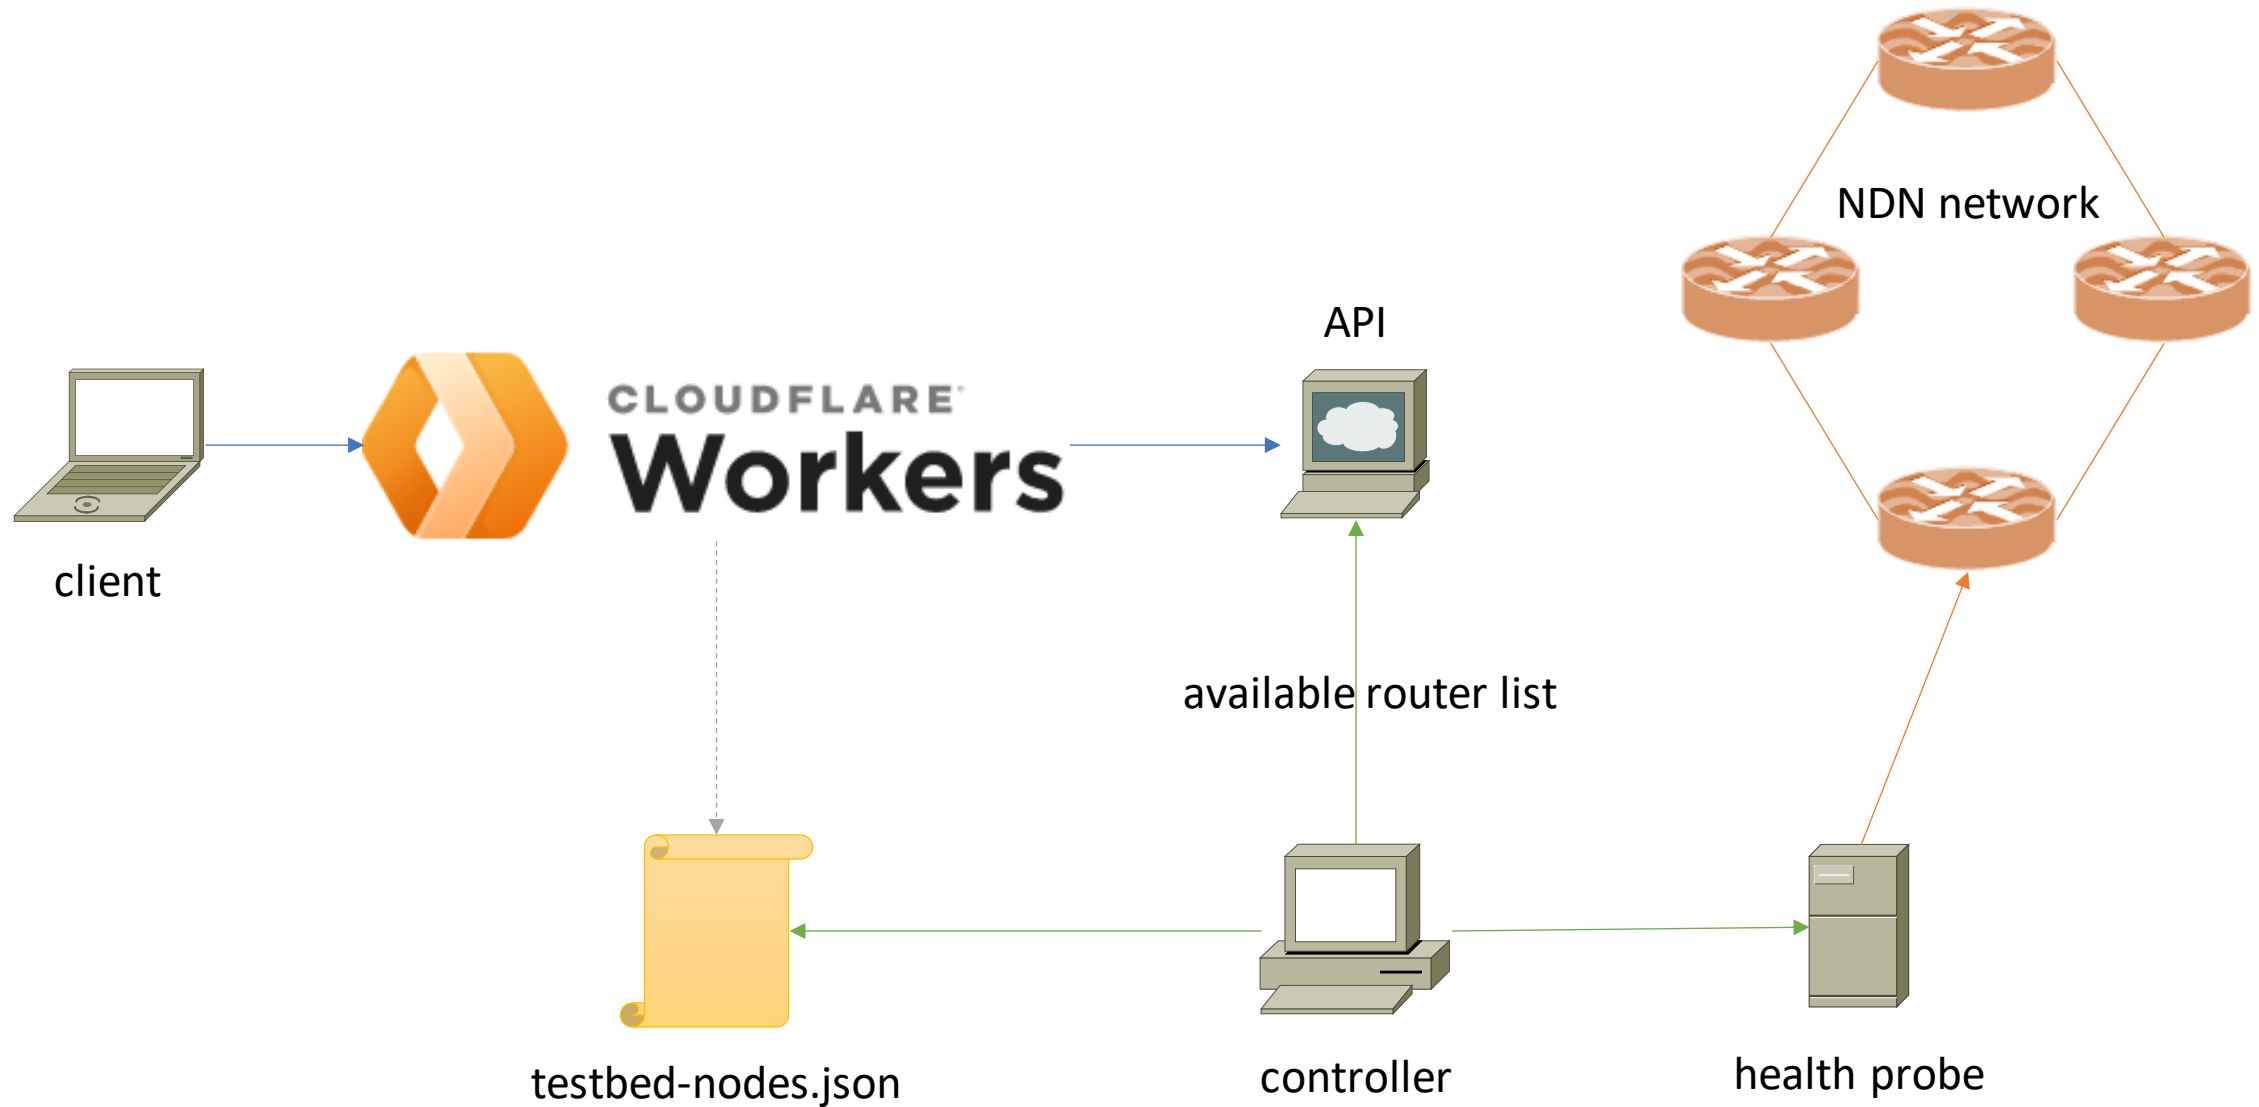 NDN network
API
CLOUDFLARE
Workers
client
available router list
testbed-nodes.json
controller
health probe